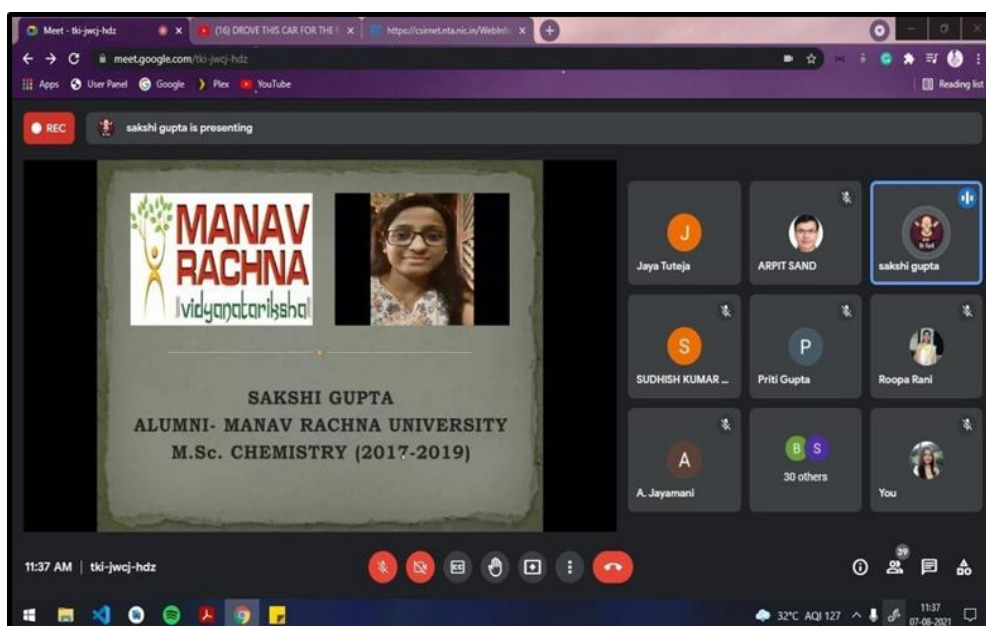 Meet - tki-jwcj-hdz
(16) DROVE THIS CAR FOR THE
https://csirnet.nta.nic.in/WebInfo
meet.google.com/tki-jwcj-hdz
Apps User Panel Google Plex YouTube
Reading list
REC
sakshi gupta is presenting
MANAV
RACHNA
vidyanatariksha
SAKSHI GUPTA
ALUMNI- MANAV RACHNA UNIVERSITY
M.Sc. CHEMISTRY (2017-2019)
J
Jaya Tuteja
ARPIT SAND
sakshi gupta
S
SUDHISH KUMAR ...
P
Priti Gupta
Roopa Rani
A
A. Jayamani
B S
30 others
You
11:37 AM | tki-jwcj-hdz
39
32°C AQI 127
11:37
07-08-2021